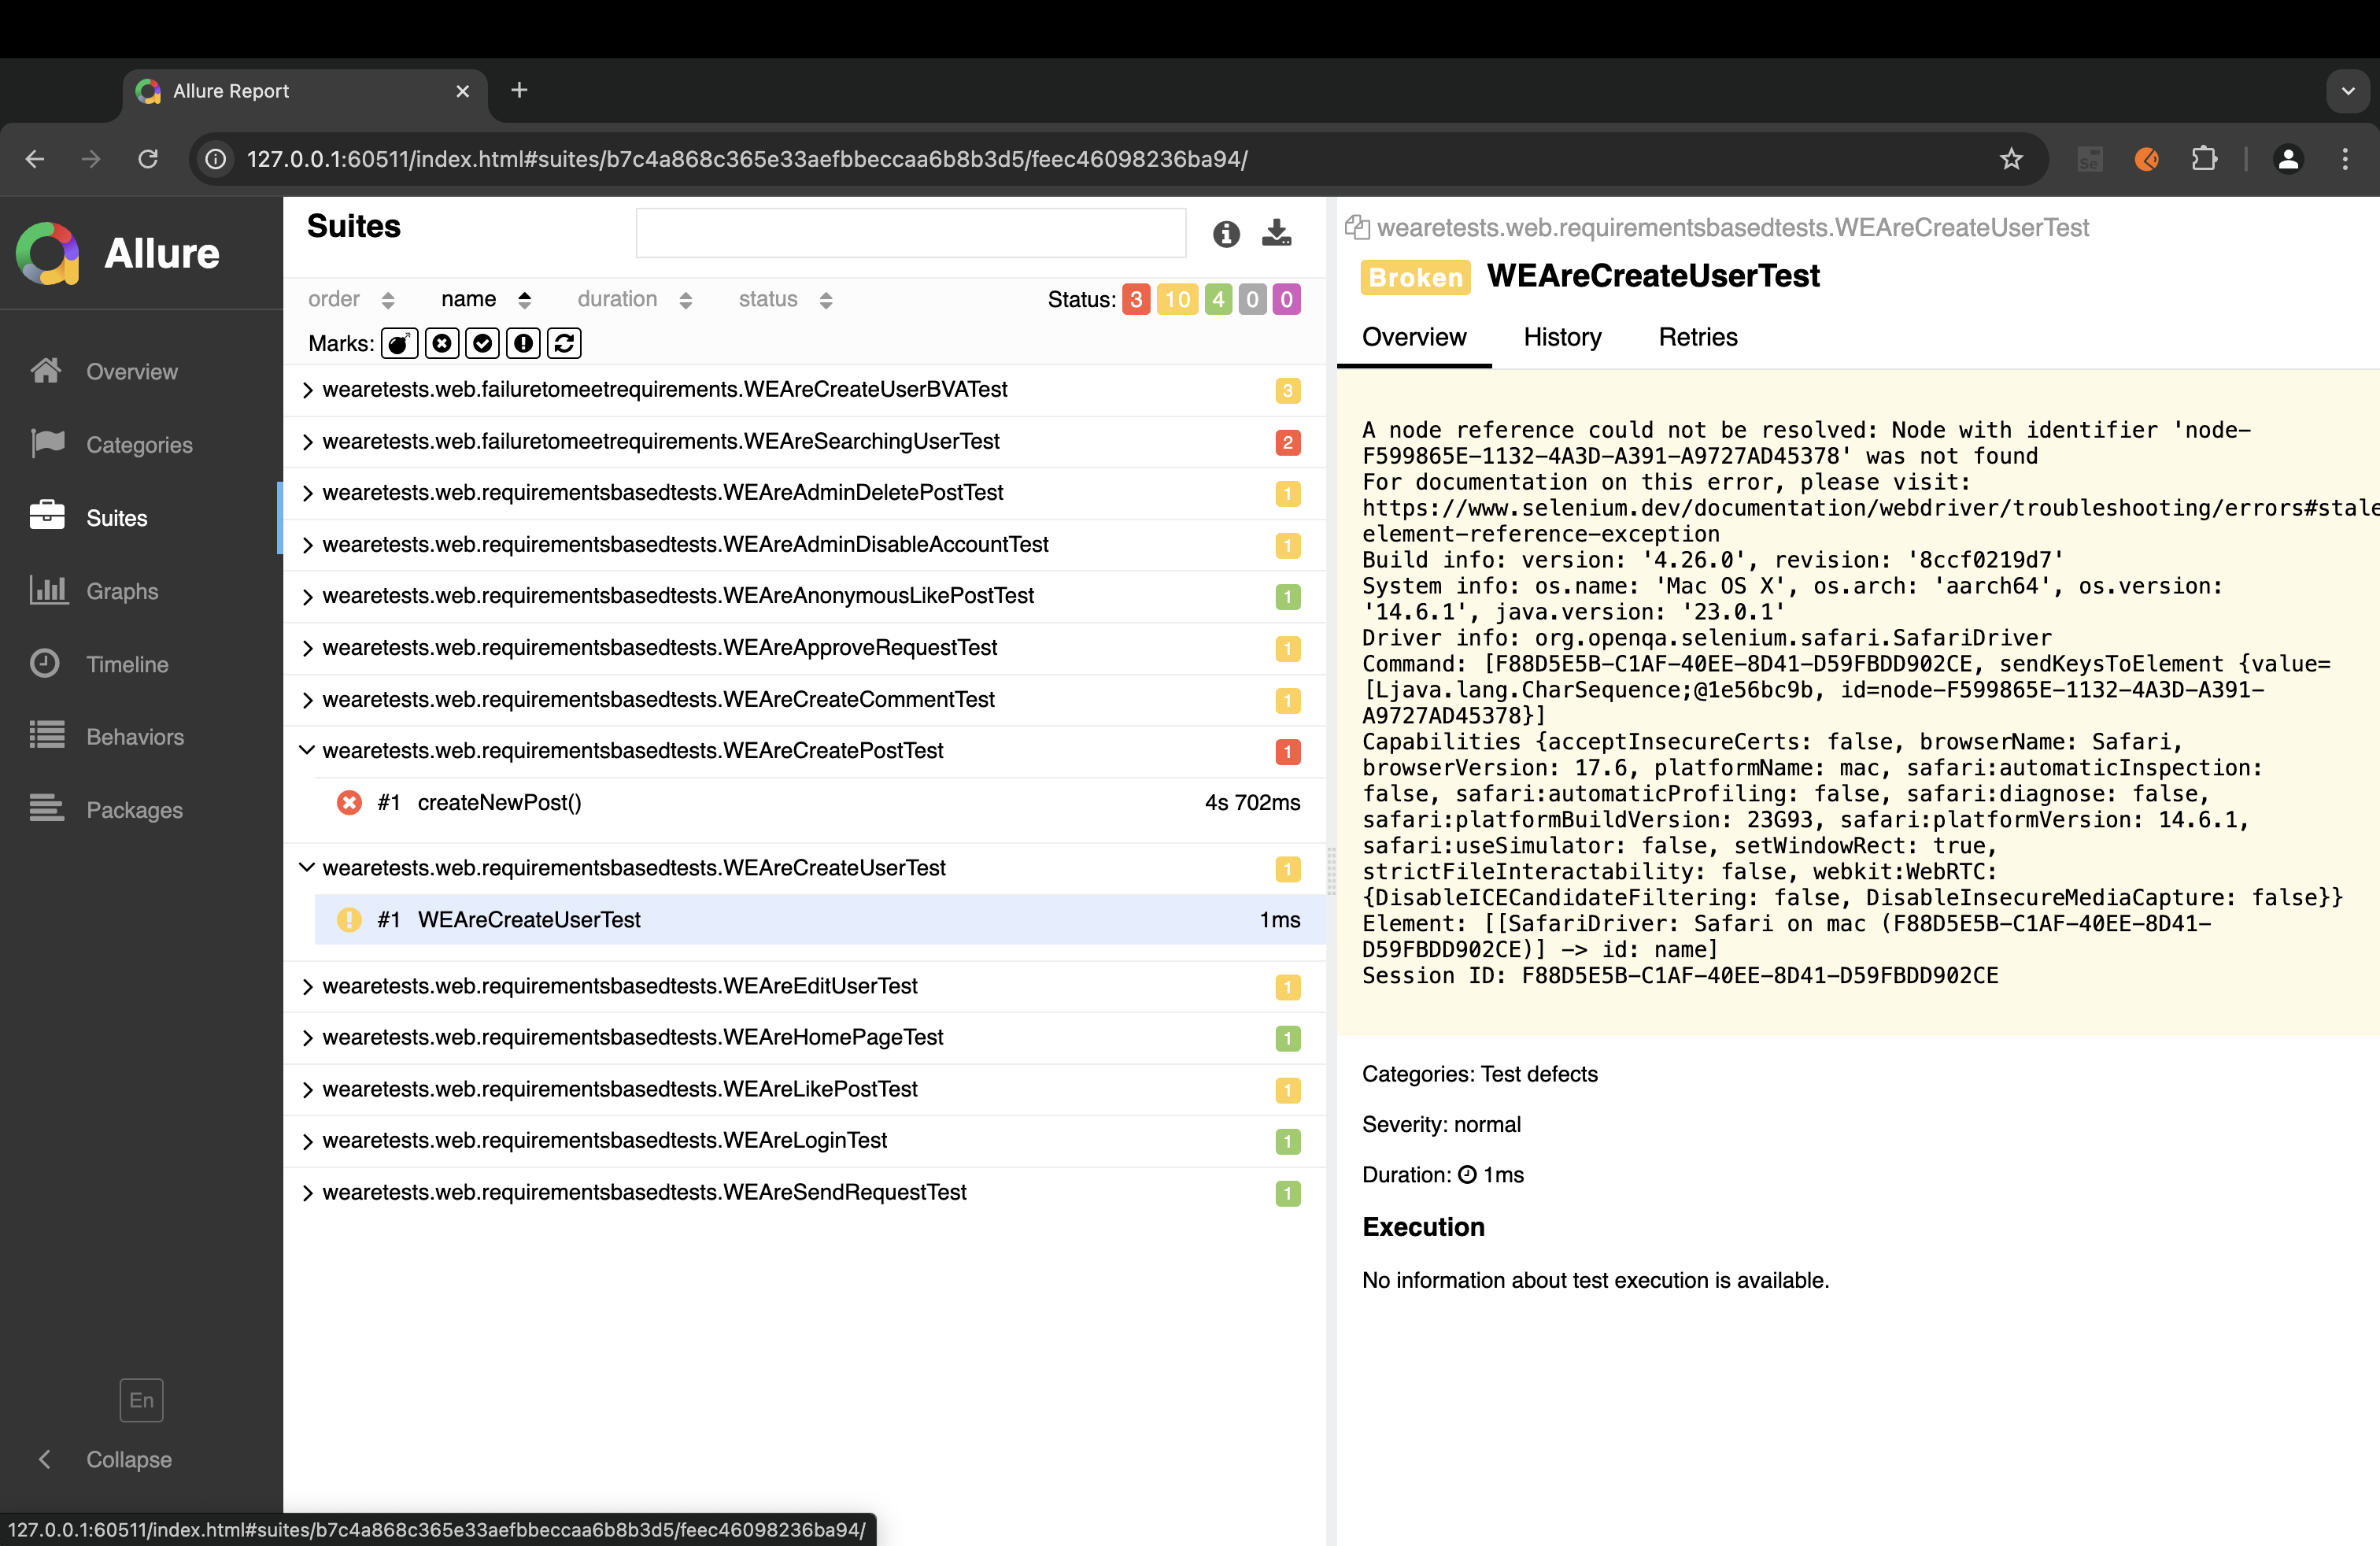 Allure Report
127.0.0.1:60511/index.html#suites/b7c4a868c365e33aefbbeccaa6b8b3d5/feec46098236ba94/
Se
Allure
Overview
Categories
Suites
Graphs
Timeline
Behaviors
Packages
En
Collapse
Suites
order name duration status Status: 3 10 4 0 0
Marks:
wearetests.web.failuretomeetrequirements.WEAreCreateUserBVATest 3
wearetests.web.failuretomeetrequirements.WEAreSearchingUserTest 2
wearetests.web.requirementsbasedtests.WEAreAdminDeletePostTest 1
wearetests.web.requirementsbasedtests.WEAreAdminDisableAccountTest 1
wearetests.web.requirementsbasedtests.WEAreAnonymousLikePostTest 1
wearetests.web.requirementsbasedtests.WEAreApproveRequestTest 1
wearetests.web.requirementsbasedtests.WEAreCreateCommentTest 1
wearetests.web.requirementsbasedtests.WEAreCreatePostTest 1
#1 createNewPost() 4s 702ms
wearetests.web.requirementsbasedtests.WEAreCreateUserTest 1
#1 WEAreCreateUserTest 1ms
wearetests.web.requirementsbasedtests.WEAreEditUserTest 1
wearetests.web.requirementsbasedtests.WEAreHomePageTest 1
wearetests.web.requirementsbasedtests.WEAreLikePostTest 1
wearetests.web.requirementsbasedtests.WEAreLoginTest 1
wearetests.web.requirementsbasedtests.WEAreSendRequestTest 1
wearetests.web.requirementsbasedtests.WEAreCreateUserTest
Broken WEAreCreateUserTest
Overview History Retries
A node reference could not be resolved: Node with identifier 'node-
F599865E-1132-4A3D-A391-A9727AD45378' was not found
For documentation on this error, please visit:
https://www.selenium.dev/documentation/webdriver/troubleshooting/errors#stale
element-reference-exception
Build info: version: '4.26.0', revision: '8ccf0219d7'
System info: os.name: 'Mac OS X', os.arch: 'aarch64', os.version:
'14.6.1', java.version: '23.0.1'
Driver info: org.openqa.selenium.safari.SafariDriver
Command: [F88D5E5B-C1AF-40EE-8D41-D59FBDD902CE, sendKeysToElement {value=
[Ljava.lang.CharSequence;@1e56bc9b, id=node-F599865E-1132-4A3D-A391-
A9727AD45378}]
Capabilities {acceptInsecureCerts: false, browserName: Safari,
browserVersion: 17.6, platformName: mac, safari:automaticInspection:
false, safari:automaticProfiling: false, safari:diagnose: false,
safari:platformBuildVersion: 23G93, safari:platformVersion: 14.6.1,
safari:useSimulator: false, setWindowRect: true,
strictFileInteractability: false, webkit:WebRTC:
{DisableICECandidateFiltering: false, DisableInsecureMediaCapture: false}}
Element: [[SafariDriver: Safari on mac (F88D5E5B-C1AF-40EE-8D41-
D59FBDD902CE)] -> id: name]
Session ID: F88D5E5B-C1AF-40EE-8D41-D59FBDD902CE
Categories: Test defects
Severity: normal
Duration: 1ms
Execution
No information about test execution is available.
127.0.0.1:60511/index.html#suites/b7c4a868c365e33aefbbeccaa6b8b3d5/feec46098236ba94/